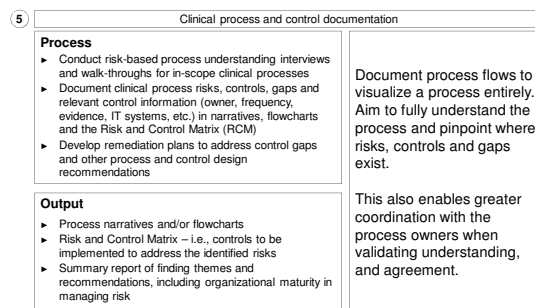 5
Clinical process and control documentation
Process
► Conduct risk-based process understanding interviews
and walk-throughs for in-scope clinical processes
► Document clinical process risks, controls, gaps and
relevant control information (owner, frequency,
evidence, IT systems, etc.) in narratives, flowcharts
and the Risk and Control Matrix (RCM)
► Develop remediation plans to address control gaps
and other process and control design
recommendations
Output
► Process narratives and/or flowcharts
► Risk and Control Matrix – i.e., controls to be
implemented to address the identified risks
► Summary report of finding themes and
recommendations, including organizational maturity in
managing risk
Document process flows to
visualize a process entirely.
Aim to fully understand the
process and pinpoint where
risks, controls and gaps
exist.
This also enables greater
coordination with the
process owners when
validating understanding,
and agreement.